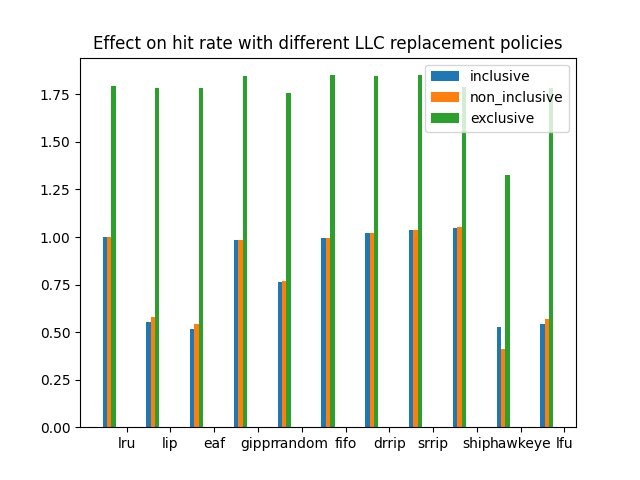 Effect on hit rate with different LLC replacement policies
inclusive
non_inclusive
exclusive
1.75
1.50
1.25
1.00
0.75
0.50
0.25
0.00
lru lip eaf gippr random fifo drrip srrip ship hawkeye lfu